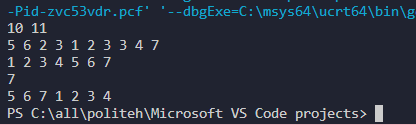 -Pid-zvc53vdr.pcf' '--dbgExe=C:\msys64\ucrt64\bin\g
10 11
5 6 2 3 1 2 3 3 4 7
1 2 3 4 5 6 7
7
5 6 7 1 2 3 4
PS C:\all\politeh\Microsoft VS Code projects>